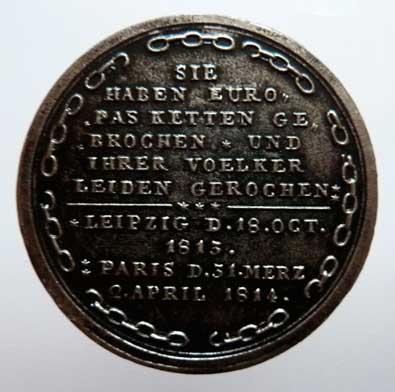 SIE
HABEN EURO„
„PAS KETTEN GE„
„BROCHEN * UND
IHRER VOELKER
LEIDEN GEROCHEN *
* * *
* LEIPZIG D. 18. OCT.
1813.
* PARIS D. 31. MERZ
2. APRIL 1814.